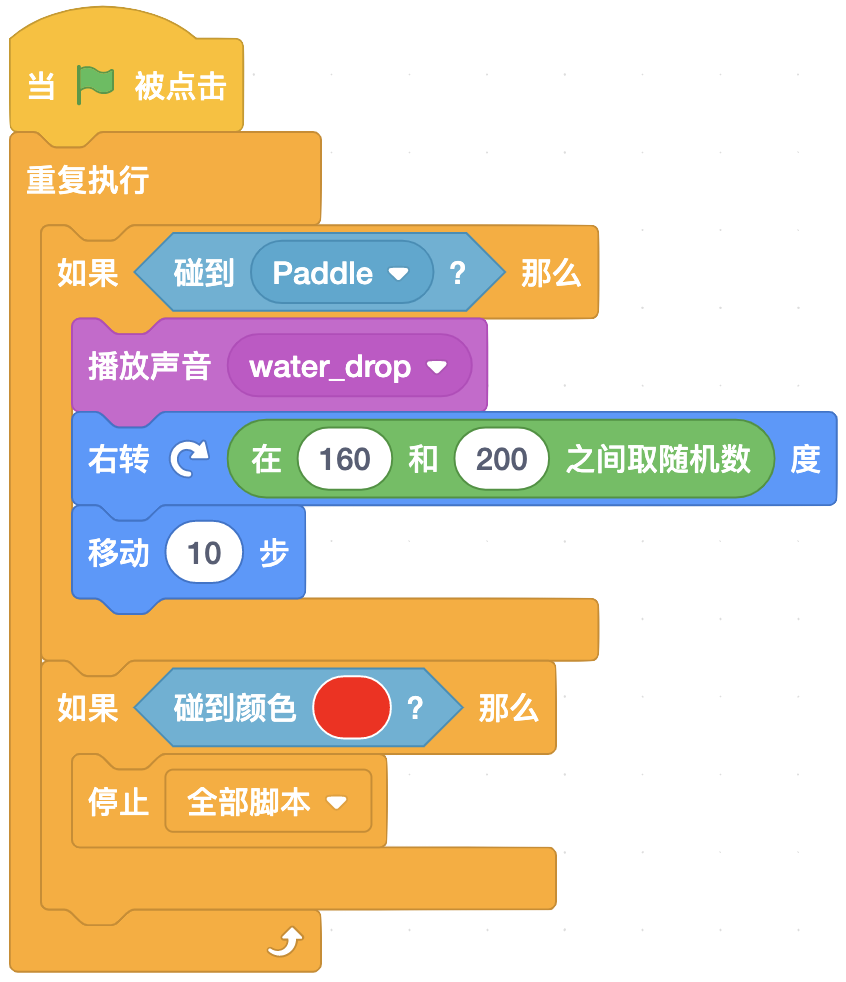 当 被点击
重复执行
如果 碰到 Paddle ? 那么
播放声音 water_drop
右转 在 160 和 200 之间取随机数 度
移动 10 步
如果 碰到颜色 ? 那么
停止 全部脚本